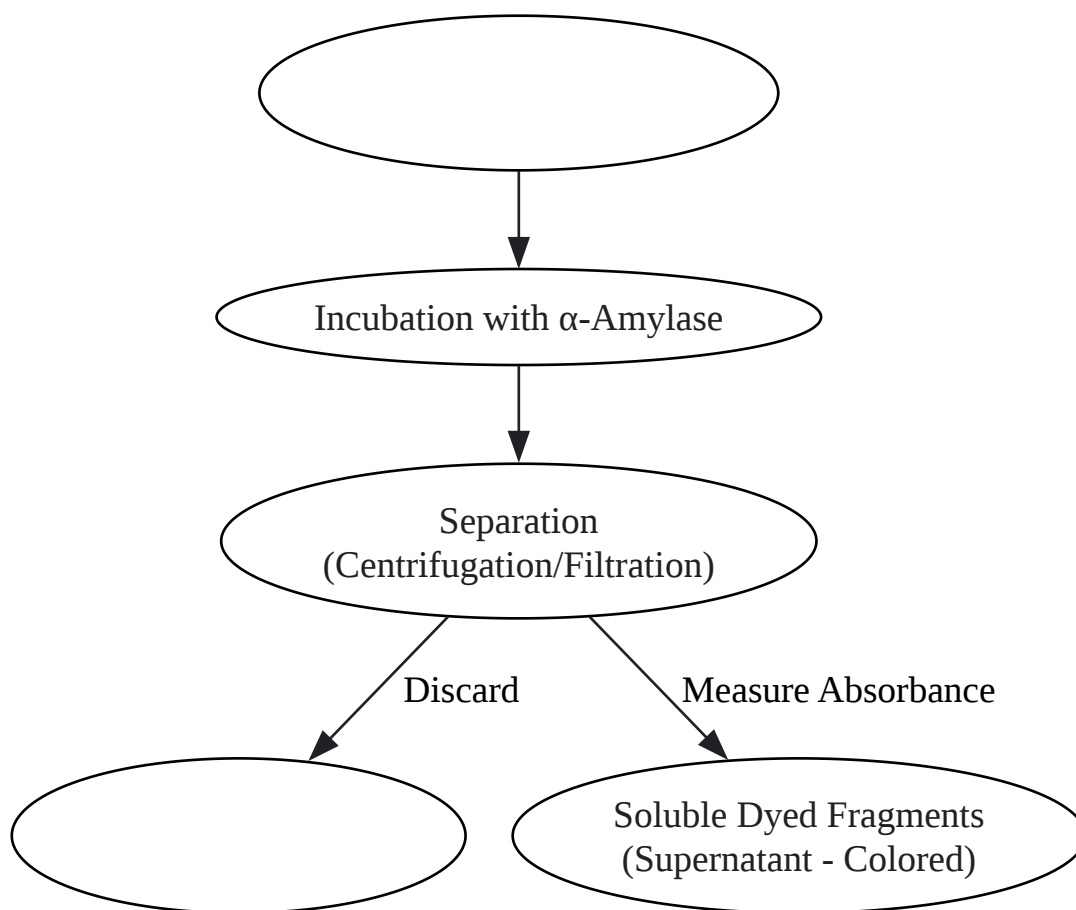 Incubation with α-Amylase
Separation
(Centrifugation/Filtration)
Discard
Measure Absorbance
Soluble Dyed Fragments
(Supernatant - Colored)